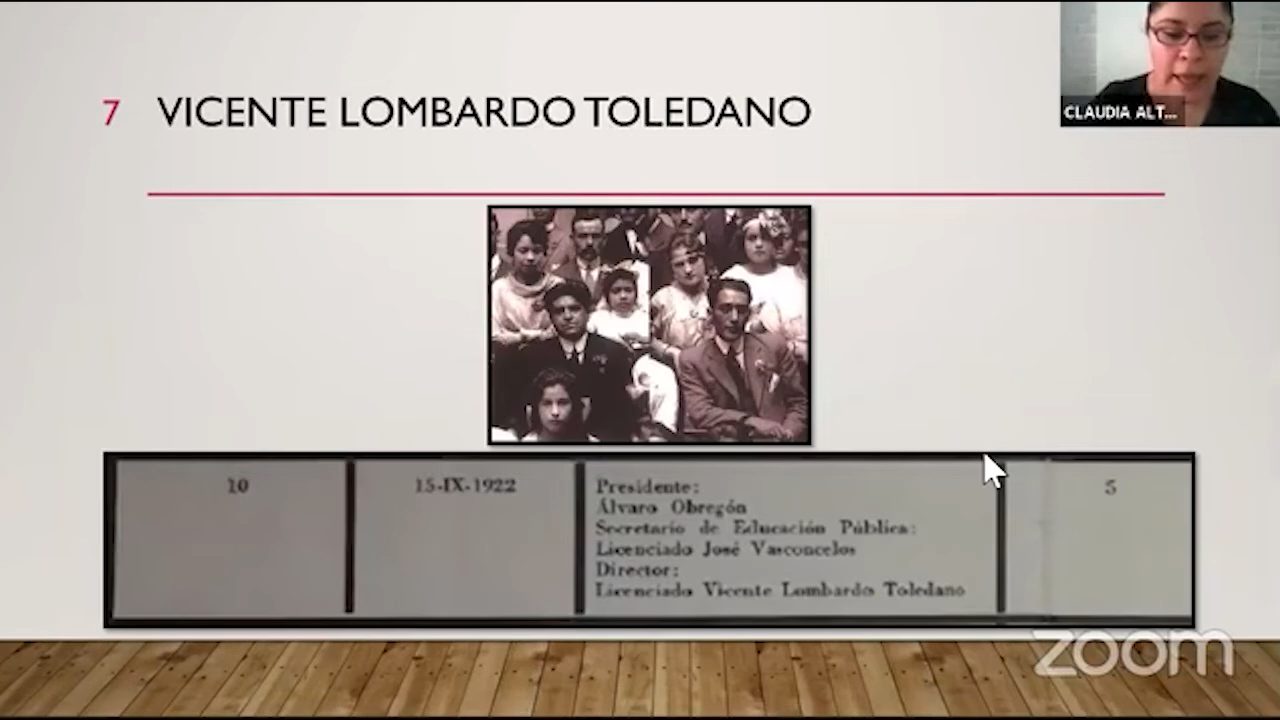 7 VICENTE LOMBARDO TOLEDANO
CLAUDIA ALT...
10
15-IX-1922
Presidente:
Álvaro Obregón
Secretario de Educación Pública:
Licenciado José Vasconcelos
Director:
Licenciado Vicente Lombardo Toledano
5
zoom